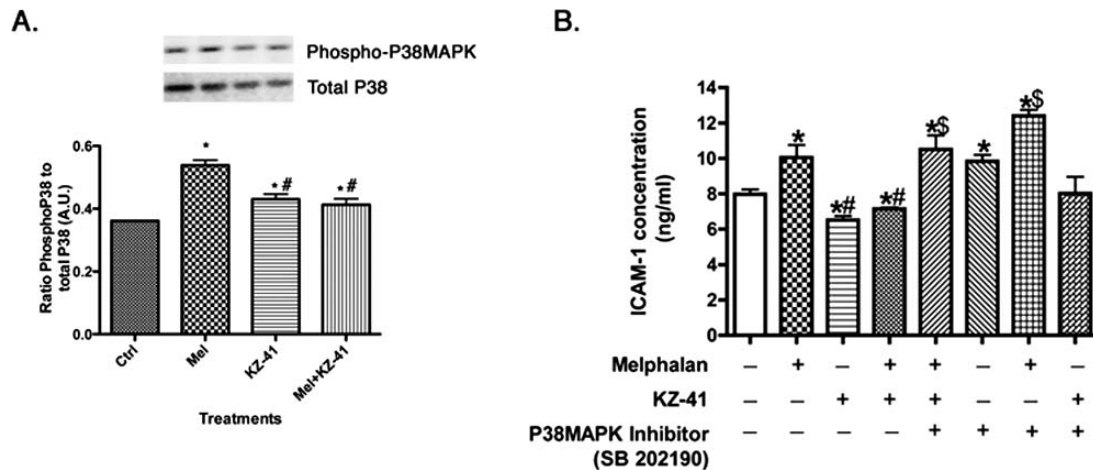 A.
Phospho-P38MAPK
Total P38
Ratio PhosphoP38 to
total P38 (A.U.)
0.6
0.4
0.2
0.0
*
*#
*#
Ctrl
Mel
KZ-41
Mel+KZ-41
Treatments
B.
ICAM-1 concentration
(ng/ml)
14
12
10
8
6
4
2
0
*
*#
*#
*$
*
*$
Melphalan – + – + + – + –
KZ-41 – – + + + – – +
P38MAPK Inhibitor – – – – + + + +
(SB 202190)